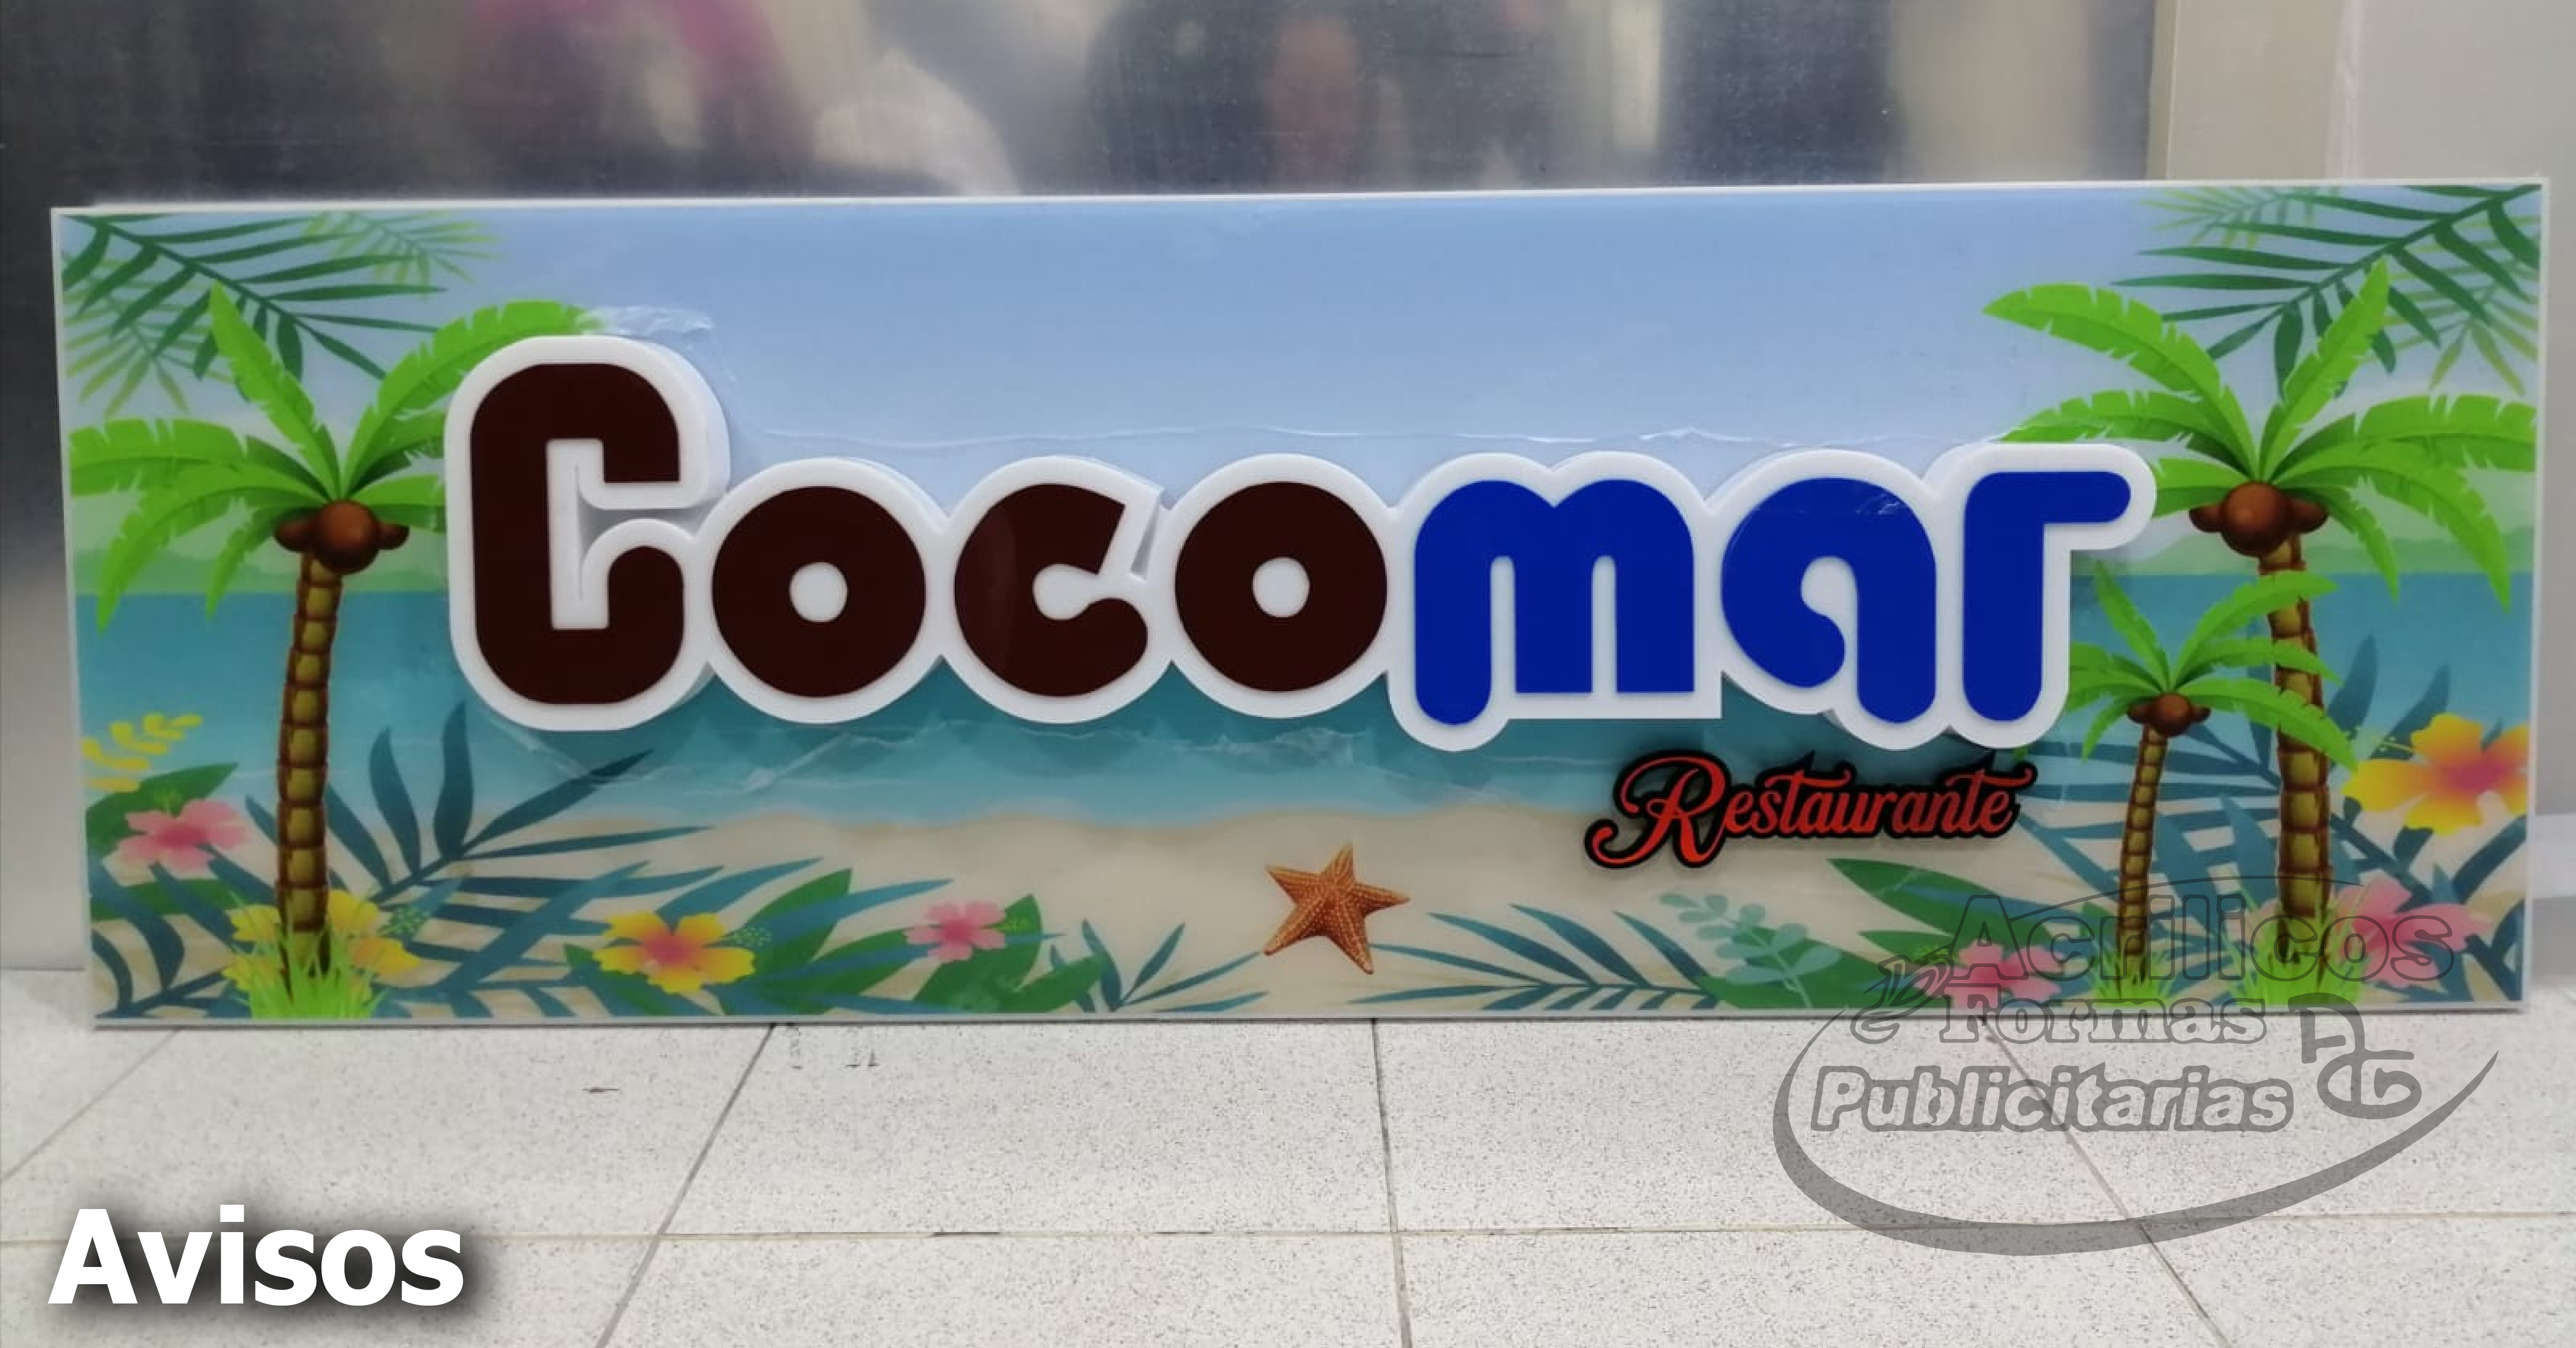 Cocomar
Restaurante
Acrilicos
Formas
Publicitarias
Avisos